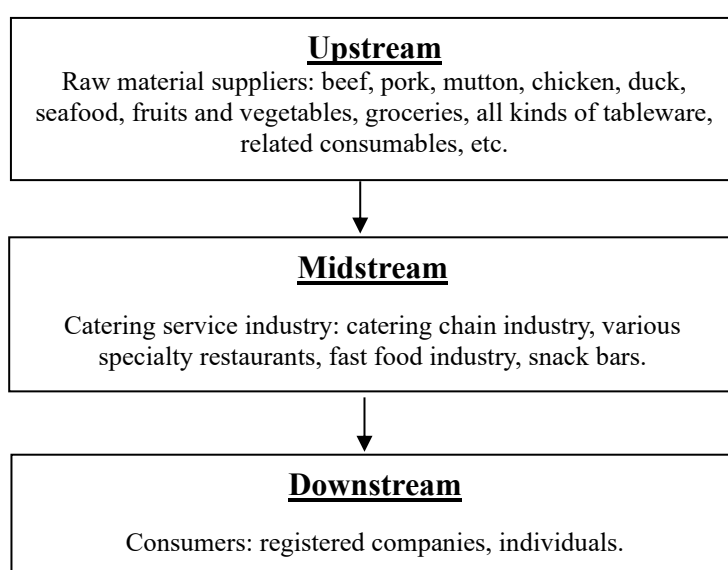 Upstream
Raw material suppliers: beef, pork, mutton, chicken, duck,
seafood, fruits and vegetables, groceries, all kinds of tableware,
related consumables, etc.
Midstream
Catering service industry: catering chain industry, various
specialty restaurants, fast food industry, snack bars.
Downstream
Consumers: registered companies, individuals.